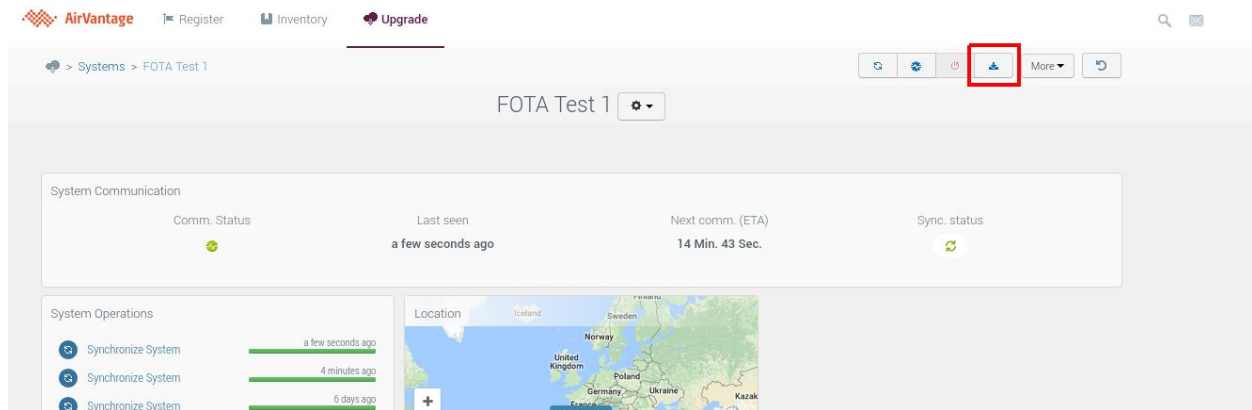 AirVantage Register Inventory Upgrade
> Systems > FOTA Test 1 More
FOTA Test 1
System Communication
Comm. Status Last seen Next comm. (ETA) Sync. status
a few seconds ago 14 Min. 43 Sec.
System Operations
Synchronize System a few seconds ago
Synchronize System 4 minutes ago
Synchronize System 6 days ago
Location
Iceland
Finland
Sweden
Norway
United
Kingdom
Poland
Germany
Ukraine
Kazak
France
+